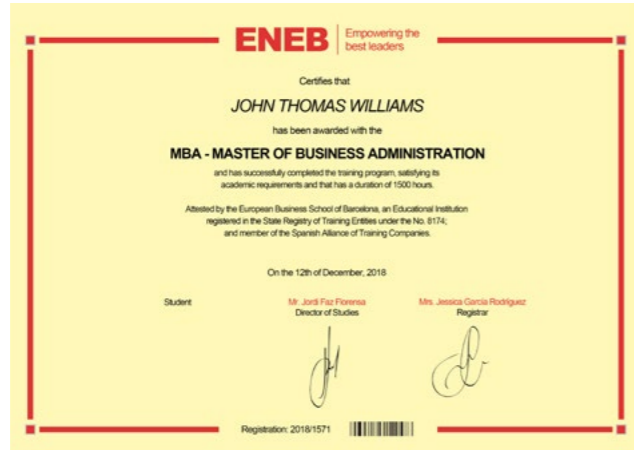 ENEB
Empowering the
best leaders
Certifies that
JOHN THOMAS WILLIAMS
has been awarded with the
MBA - MASTER OF BUSINESS ADMINISTRATION
and has successfully completed the training program, satisfying its
academic requirements and that has a duration of 1500 hours.
Attested by the European Business School of Barcelona, an Educational Institution
registered in the State Registry of Training Entities under the No. 8174;
and member of the Spanish Alliance of Training Companies.
On the 12th of December, 2018
Student
Mr. Jordi Faz Florensa
Director of Studies
Mrs. Jessica García Rodríguez
Registrar
Registration: 2018/1571